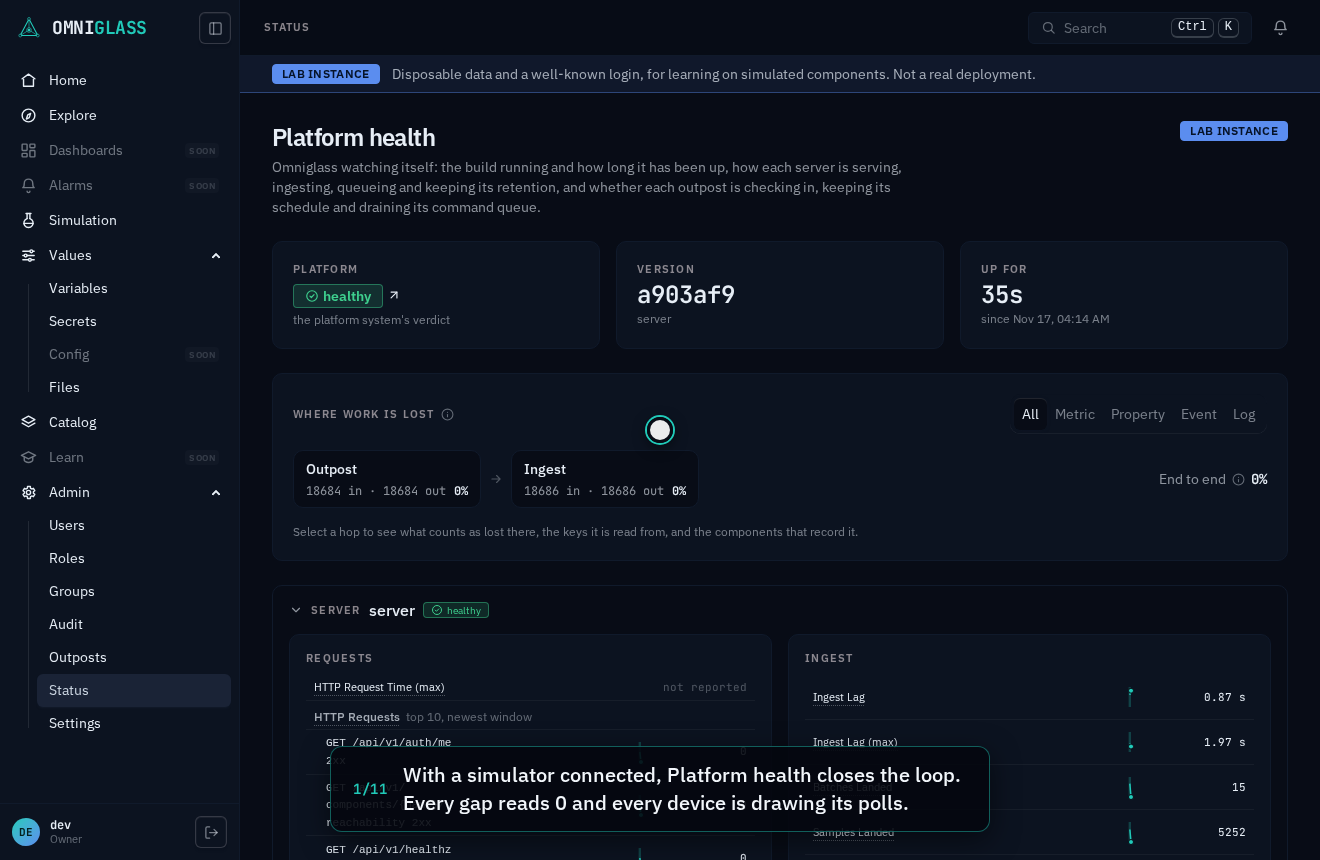 OMNIGLASS
STATUS
Search
Ctrl K
LAB INSTANCE
Disposable data and a well-known login, for learning on simulated components. Not a real deployment.
Home
Explore
Dashboards SOON
Alarms SOON
Simulation
Values
Variables
Secrets
Config SOON
Files
Catalog
Learn SOON
Admin
Users
Roles
Groups
Audit
Outposts
Status
Settings
DE
dev
Owner
Platform health
LAB INSTANCE
Omniglass watching itself: the build running and how long it has been up, how each server is serving,
ingesting, queueing and keeping its retention, and whether each outpost is checking in, keeping its
schedule and draining its command queue.
PLATFORM
healthy
the platform system's verdict
VERSION
a903af9
server
UP FOR
35s
since Nov 17, 04:14 AM
WHERE WORK IS LOST
All Metric Property Event Log
Outpost
18684 in · 18684 out 0%
Ingest
18686 in · 18686 out 0%
End to end 0%
Select a hop to see what counts as lost there, the keys it is read from, and the components that record it.
SERVER server healthy
REQUESTS
HTTP Request Time (max) not reported
HTTP Requests top 10, newest window
GET /api/v1/auth/me
2xx
0
GET /api/v1/
components/
reachability 2xx
GET /api/v1/healthz
0
INGEST
Ingest Lag 0.87 s
Ingest Lag (max) 1.97 s
Batches Landed 15
Samples Landed 5252
1/11
With a simulator connected, Platform health closes the loop.
Every gap reads 0 and every device is drawing its polls.